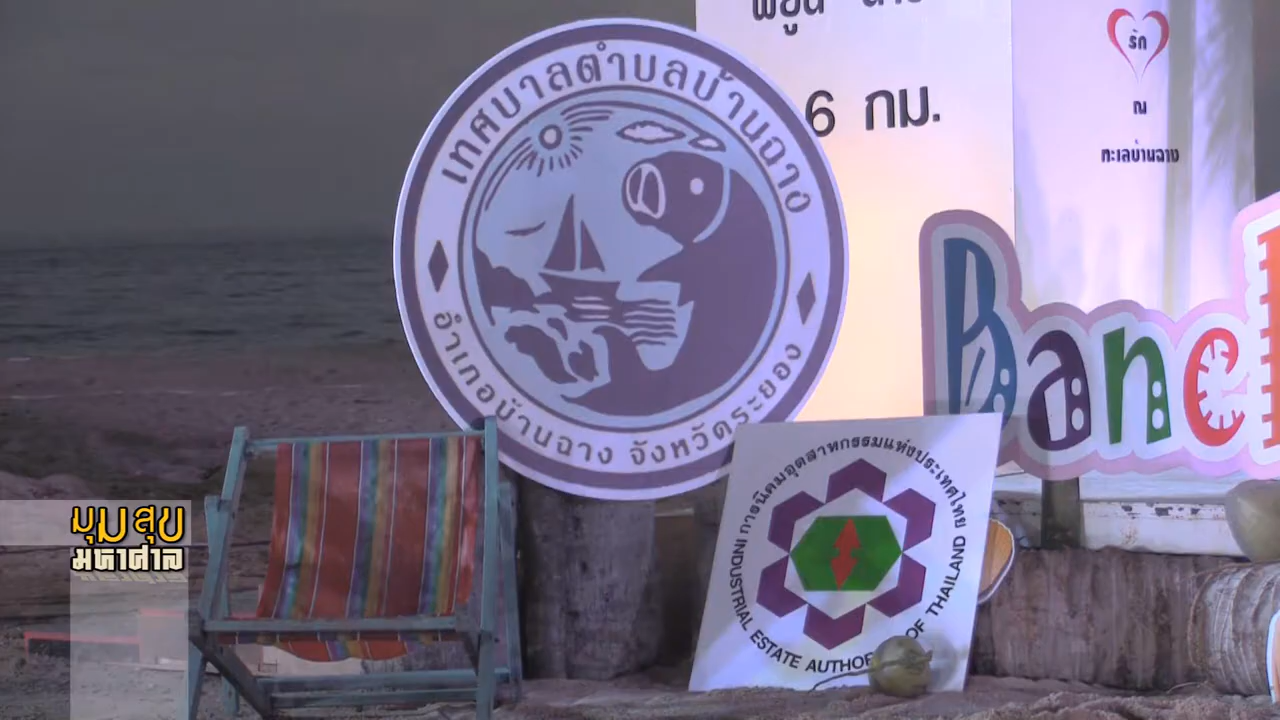 เทศบาลตำบลบ้านฉาง
อำเภอบ้านฉาง จังหวัดระยอง
6 กม.
รัก
ณ
ทะเลบ้านฉาง
การนิคมอุตสาหกรรมแห่งประเทศไทย
INDUSTRIAL ESTATE AUTHOR OF THAILAND
มุมสุข
มหาศาล